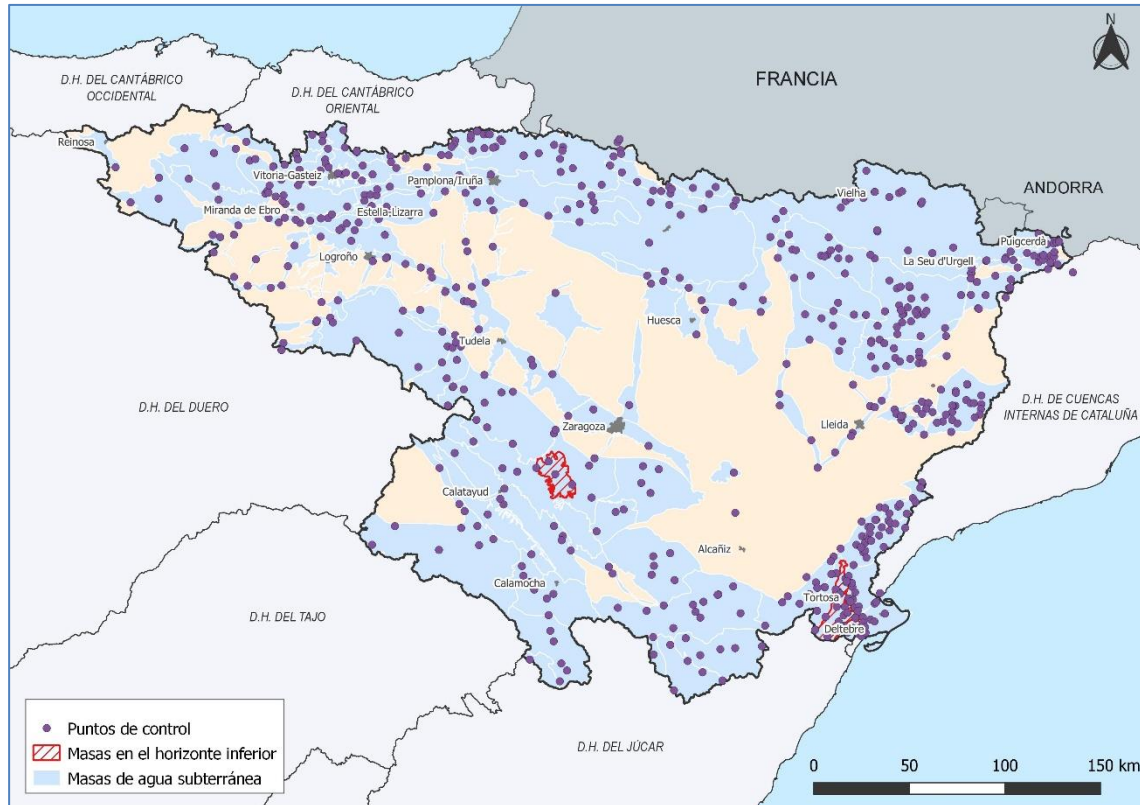 N
D.H. DEL CANTÁBRICO
OCCIDENTAL
D.H. DEL CANTÁBRICO
ORIENTAL
FRANCIA
ANDORRA
Reinosa
Vitoria-Gasteiz
Pamplona/Iruña
Vielha
Miranda de Ebro
Estella-Lizarra
Puigcerdà
Logroño
La Seu d'Urgell
Huesca
Tudela
D.H. DEL DUERO
D.H. DE CUENCAS
INTERNAS DE CATALUÑA
Zaragoza
Lleida
Calatayud
Alcañiz
Calamocha
Tortosa
Deltebre
D.H. DEL TAJO
D.H. DEL JÚCAR
Puntos de control
Masas en el horizonte inferior
Masas de agua subterránea
0 50 100 150 km